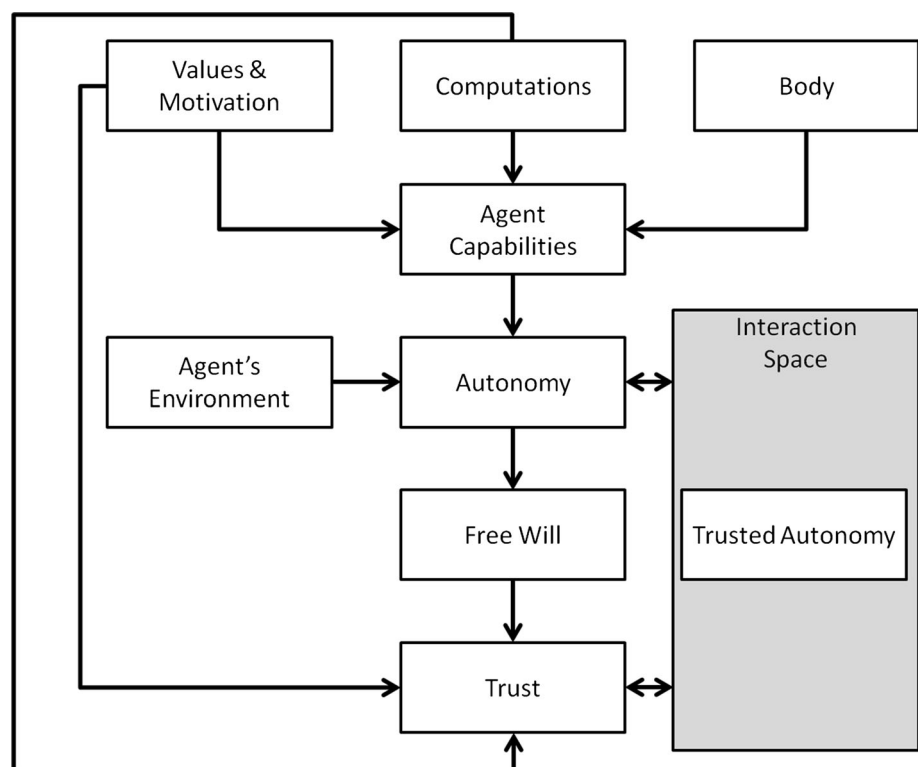 Values &
Motivation
Computations
Body
Agent
Capabilities
Interaction
Space
Agent's
Environment
Autonomy
Free Will
Trusted Autonomy
Trust